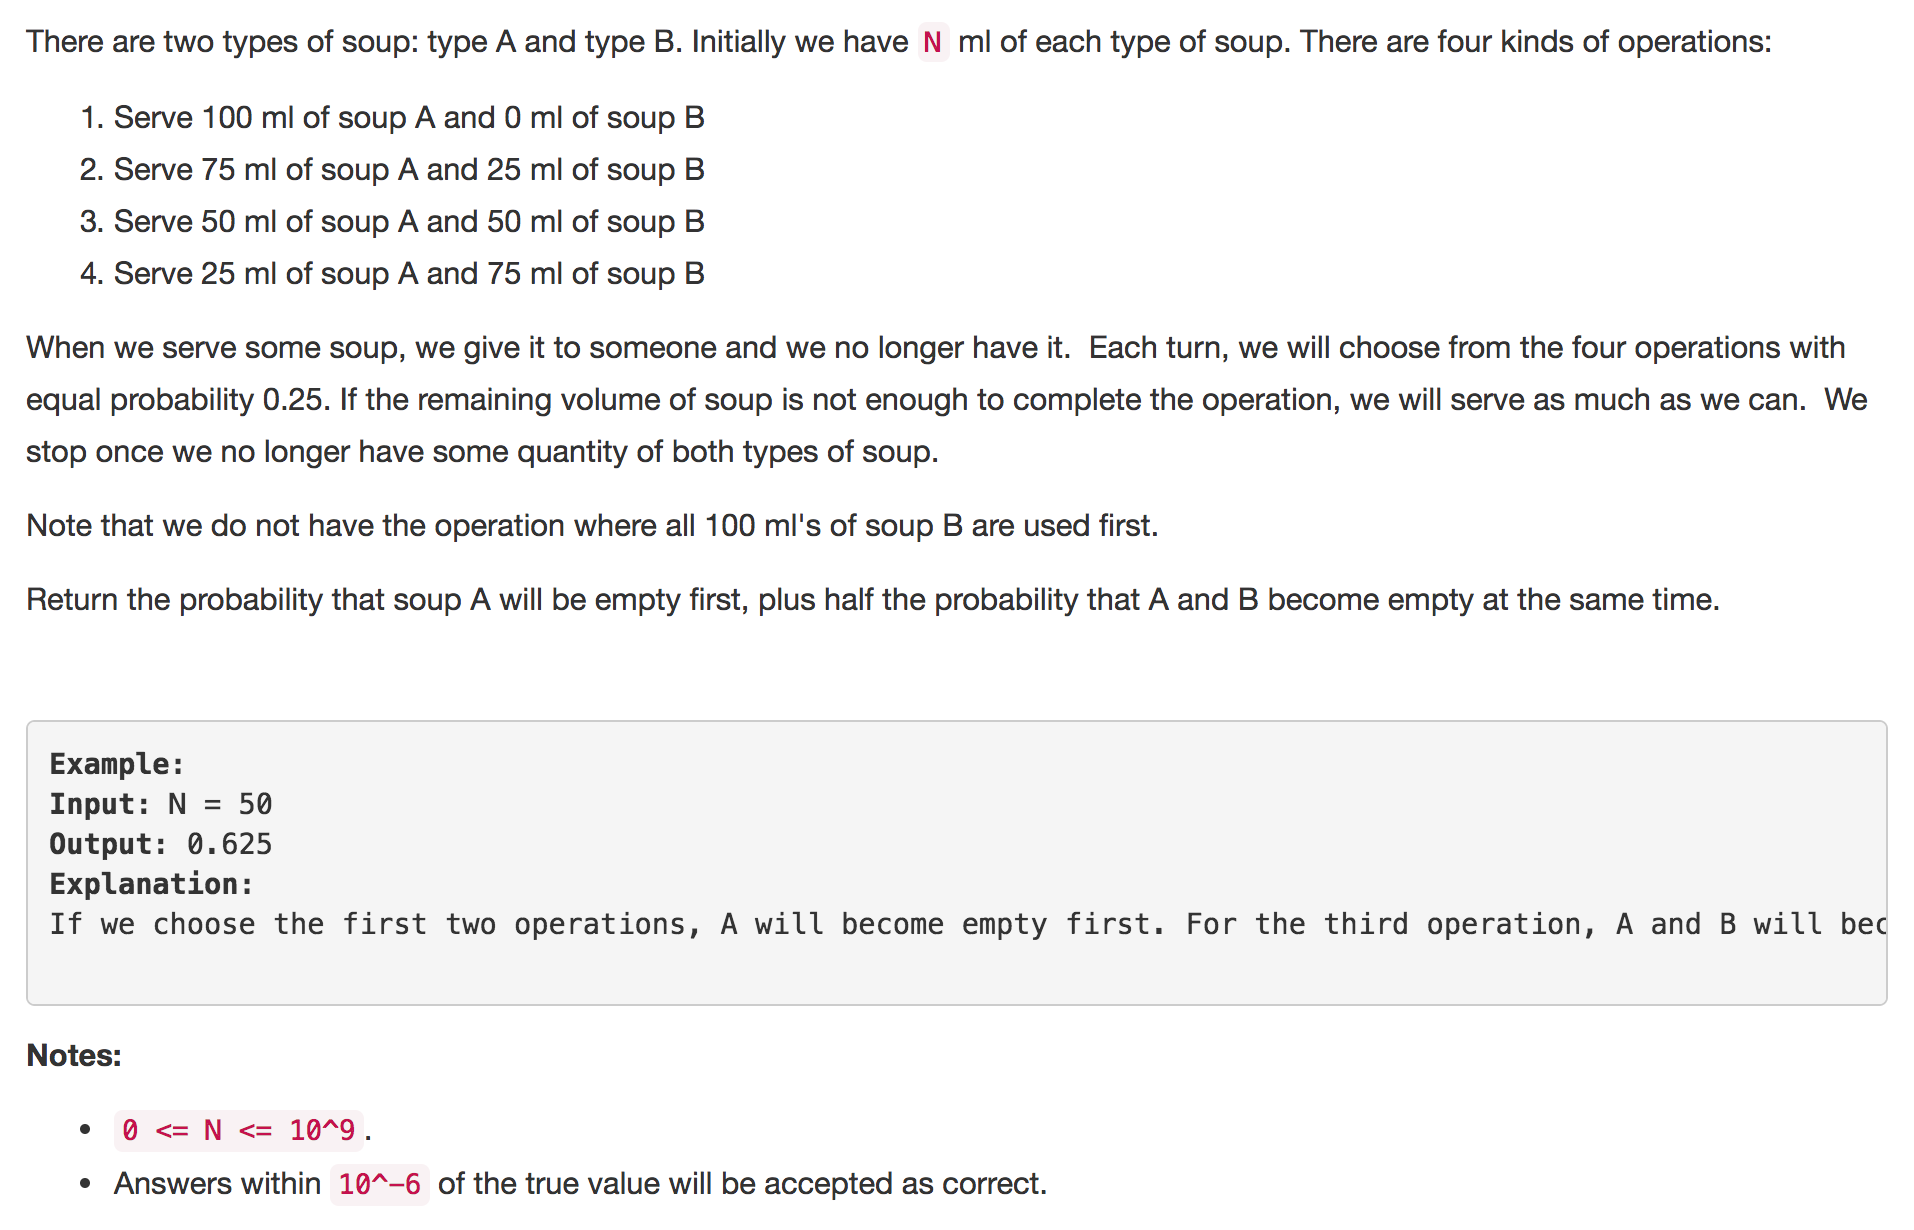 There are two types of soup: type A and type B. Initially we have N ml of each type of soup. There are four kinds of operations:
1. Serve 100 ml of soup A and 0 ml of soup B
2. Serve 75 ml of soup A and 25 ml of soup B
3. Serve 50 ml of soup A and 50 ml of soup B
4. Serve 25 ml of soup A and 75 ml of soup B
When we serve some soup, we give it to someone and we no longer have it.  Each turn, we will choose from the four operations with
equal probability 0.25. If the remaining volume of soup is not enough to complete the operation, we will serve as much as we can.  We
stop once we no longer have some quantity of both types of soup.
Note that we do not have the operation where all 100 ml's of soup B are used first.
Return the probability that soup A will be empty first, plus half the probability that A and B become empty at the same time.
Example:
Input: N = 50
Output: 0.625
Explanation:
If we choose the first two operations, A will become empty first. For the third operation, A and B will bec
Notes:
• 0 <= N <= 10^9.
• Answers within 10^-6 of the true value will be accepted as correct.